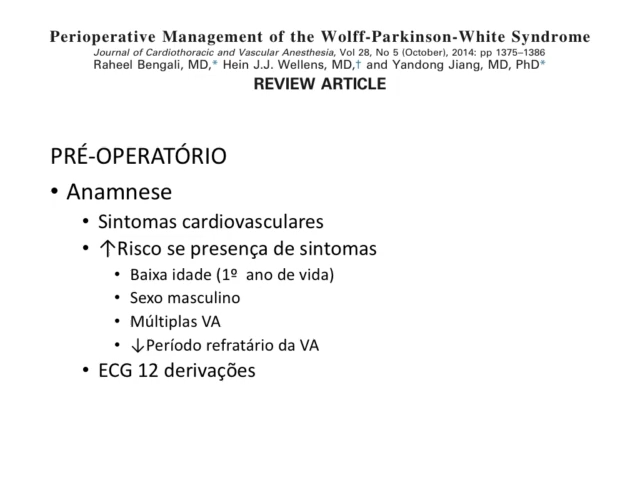 Perioperative Management of the Wolff-Parkinson-White Syndrome
Journal of Cardiothoracic and Vascular Anesthesia, Vol 28, No 5 (October), 2014: pp 1375–1386
Raheel Bengali, MD,* Hein J.J. Wellens, MD,† and Yandong Jiang, MD, PhD*
REVIEW ARTICLE
PRÉ-OPERATÓRIO
• Anamnese
• Sintomas cardiovasculares
• ↑Risco se presença de sintomas
• Baixa idade (1º ano de vida)
• Sexo masculino
• Múltiplas VA
• ↓Período refratário da VA
• ECG 12 derivações